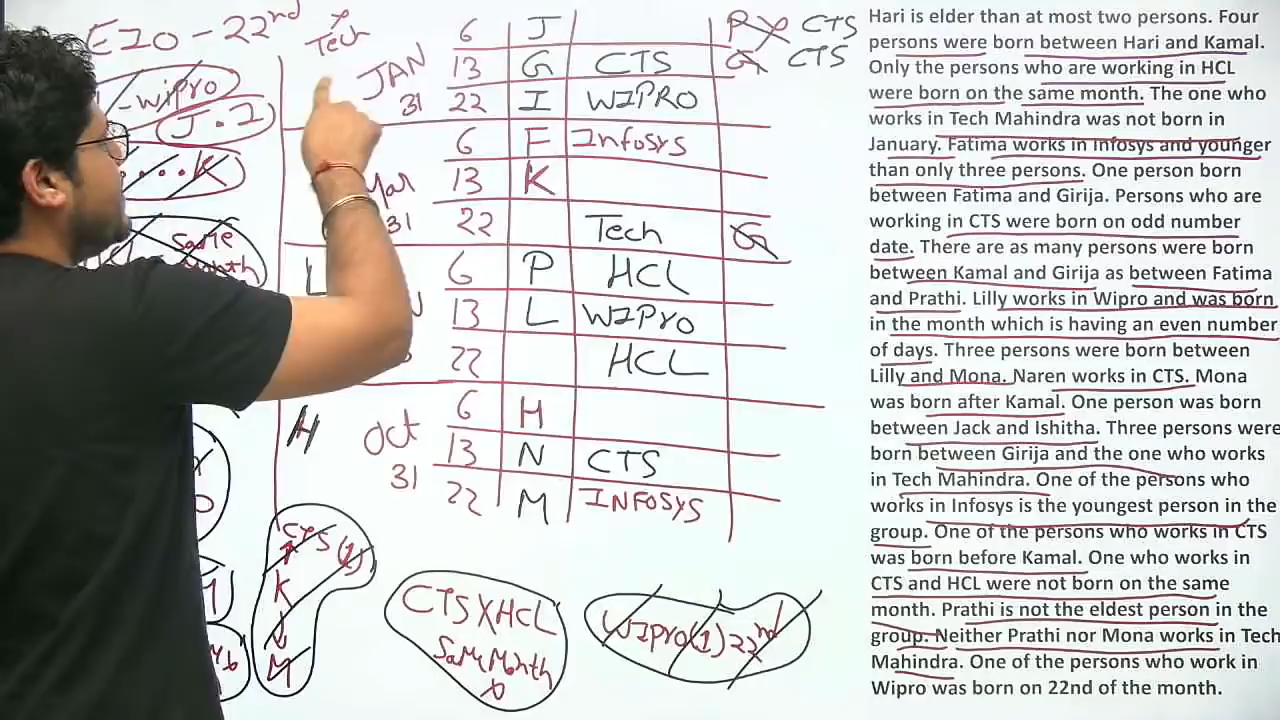 EIO - 22nd
Tech
-wipro
J . I
.... K
Same
Month
JAN
31
6 J
13 G CTS
22 I WIPRO
P CTS
G CTS
Mar
31
6 F Infosys
13 K
22 Tech G
L
6 P HCL
13 L WIPro
22 HCL
H
Oct
31
6 H
13 N CTS
22 M INFOSYS
CTS (1)
K
M
CTS X HCL
Same Month
Wipro (1) 22nd
Hari is elder than at most two persons. Four
persons were born between Hari and Kamal.
Only the persons who are working in HCL
were born on the same month. The one who
works in Tech Mahindra was not born in
January. Fatima works in Infosys and younger
than only three persons. One person born
between Fatima and Girija. Persons who are
working in CTS were born on odd number
date. There are as many persons were born
between Kamal and Girija as between Fatima
and Prathi. Lilly works in Wipro and was born
in the month which is having an even number
of days. Three persons were born between
Lilly and Mona. Naren works in CTS. Mona
was born after Kamal. One person was born
between Jack and Ishitha. Three persons were
born between Girija and the one who works
in Tech Mahindra. One of the persons who
works in Infosys is the youngest person in the
group. One of the persons who works in CTS
was born before Kamal. One who works in
CTS and HCL were not born on the same
month. Prathi is not the eldest person in the
group. Neither Prathi nor Mona works in Tech
Mahindra. One of the persons who work in
Wipro was born on 22nd of the month.